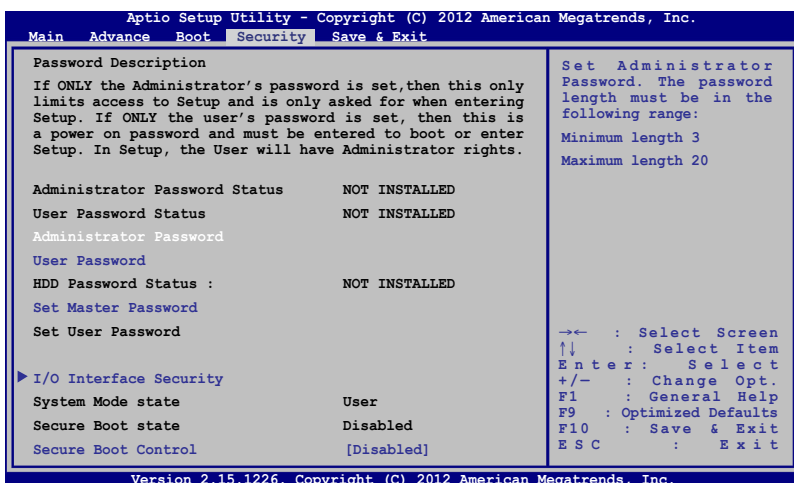 Aptio Setup Utility - Copyright (C) 2012 American Megatrends, Inc.
Main Advance Boot Security Save & Exit
Password Description
If ONLY the Administrator's password is set,then this only
limits access to Setup and is only asked for when entering
Setup. If ONLY the user's password is set, then this is
a power on password and must be entered to boot or enter
Setup. In Setup, the User will have Administrator rights.
Administrator Password Status NOT INSTALLED
User Password Status NOT INSTALLED
Administrator Password
User Password
HDD Password Status : NOT INSTALLED
Set Master Password
Set User Password
I/O Interface Security
System Mode state User
Secure Boot state Disabled
Secure Boot Control [Disabled]
Set Administrator
Password. The password
length must be in the
following range:
Minimum length 3
Maximum length 20
→← : Select Screen
↑↓ : Select Item
Enter: Select
+/— : Change Opt.
F1 : General Help
F9 : Optimized Defaults
F10 : Save & Exit
ESC : Exit
Version 2.15.1226. Copyright (C) 2012 American Megatrends, Inc.